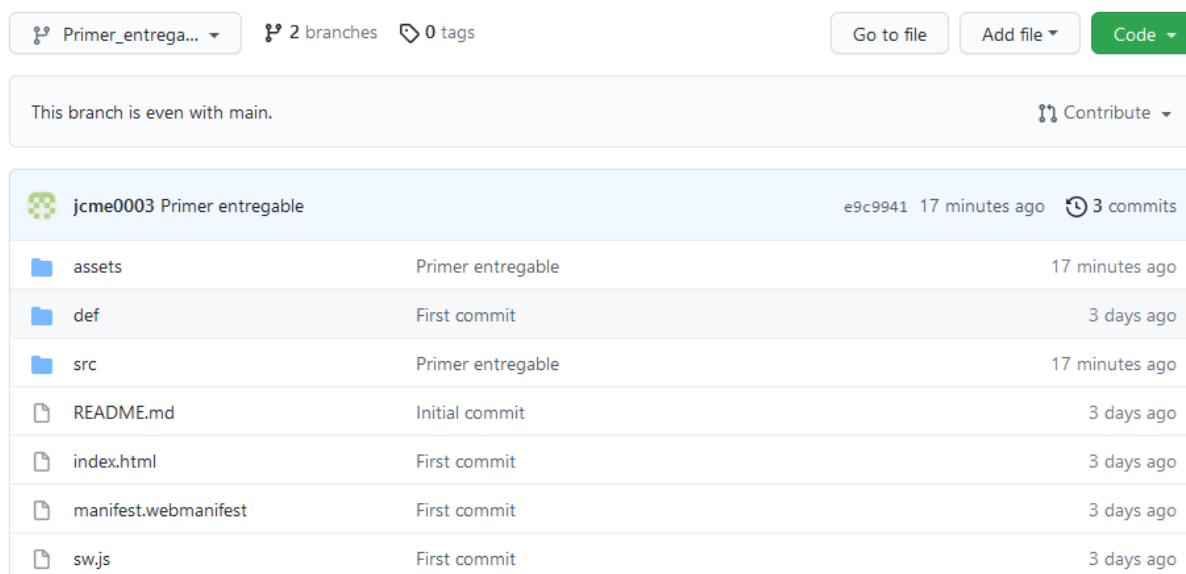 Primer_entrega... 2 branches 0 tags Go to file Add file Code
This branch is even with main. Contribute
jcme0003 Primer entregable e9c9941 17 minutes ago 3 commits
assets Primer entregable 17 minutes ago
def First commit 3 days ago
src Primer entregable 17 minutes ago
README.md Initial commit 3 days ago
index.html First commit 3 days ago
manifest.webmanifest First commit 3 days ago
sw.js First commit 3 days ago